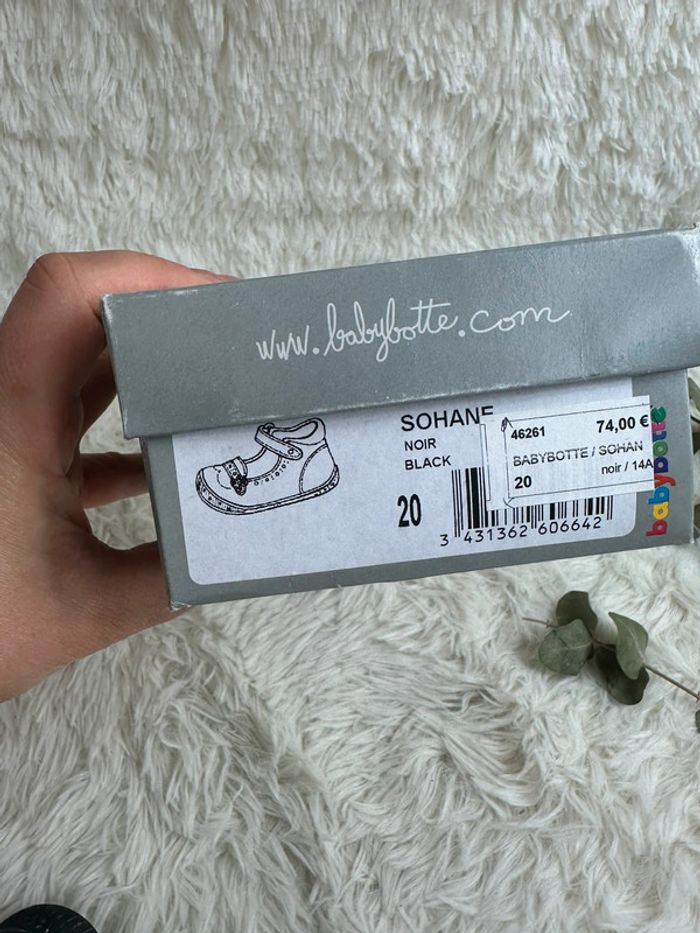 www.babybotte.com
SOHANE
NOIR
BLACK
20
3 431362 606642
46261 74,00 €
BABYBOTTE / SOHAN
noir / 14A
20
babybotte